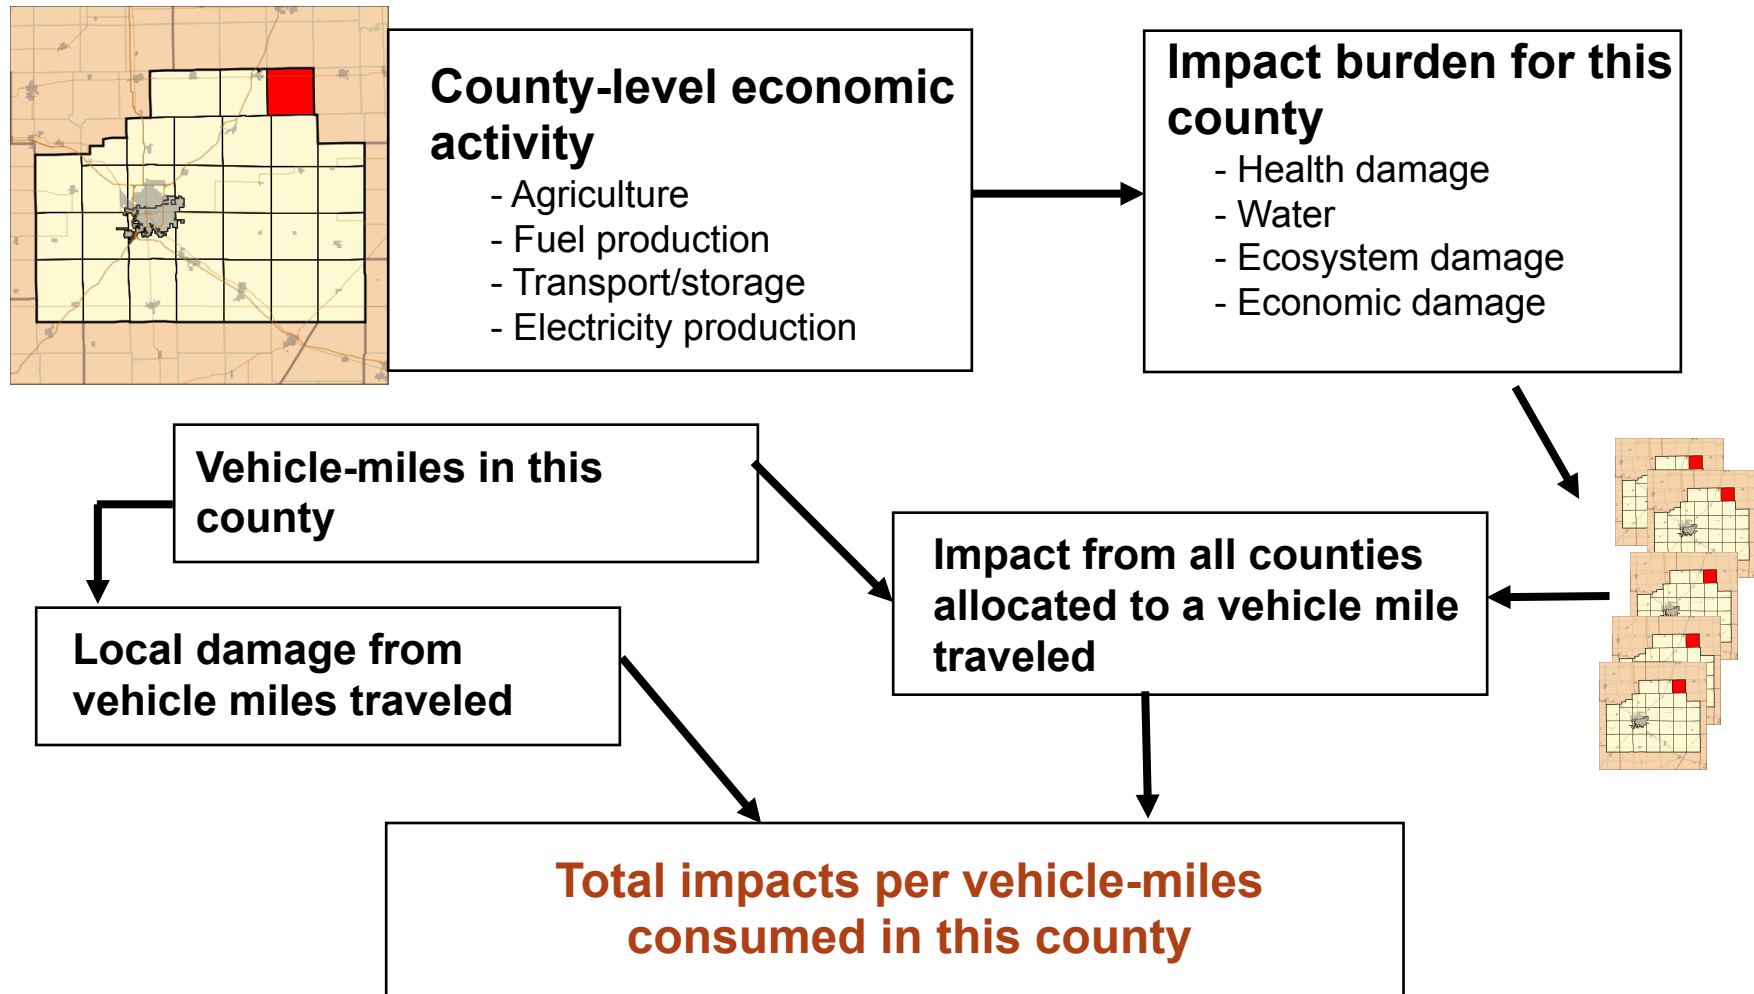 County-level economic
activity
- Agriculture
- Fuel production
- Transport/storage
- Electricity production
Impact burden for this
county
- Health damage
- Water
- Ecosystem damage
- Economic damage
Vehicle-miles in this
county
Impact from all counties
allocated to a vehicle mile
traveled
Local damage from
vehicle miles traveled
Total impacts per vehicle-miles
consumed in this county